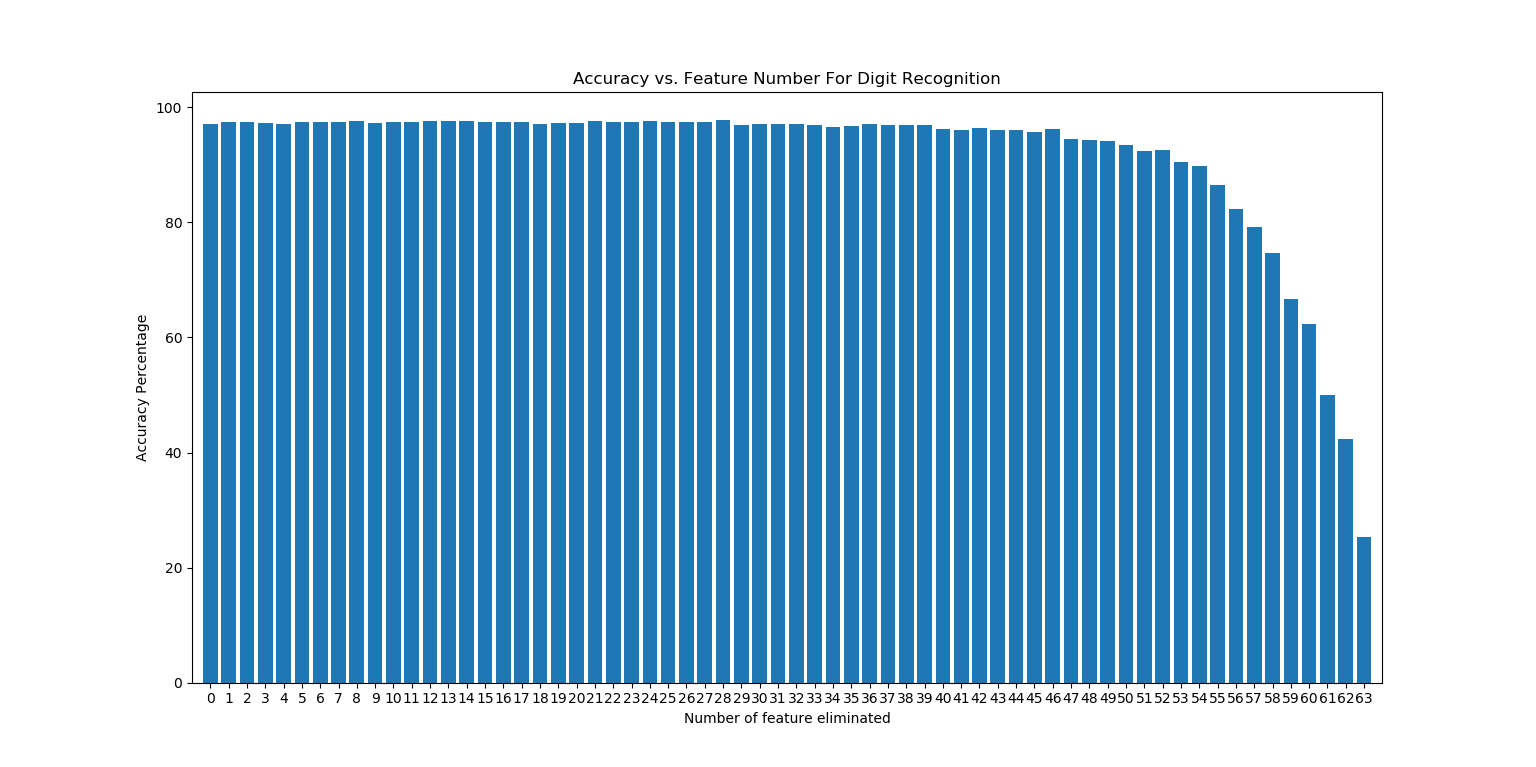 Accuracy vs. Feature Number For Digit Recognition
100
80
60
40
20
0
Accuracy Percentage
0 1 2 3 4 5 6 7 8 9 10 11 12 13 14 15 16 17 18 19 20 21 22 23 24 25 26 27 28 29 30 31 32 33 34 35 36 37 38 39 40 41 42 43 44 45 46 47 48 49 50 51 52 53 54 55 56 57 58 59 60 61 62 63
Number of feature eliminated